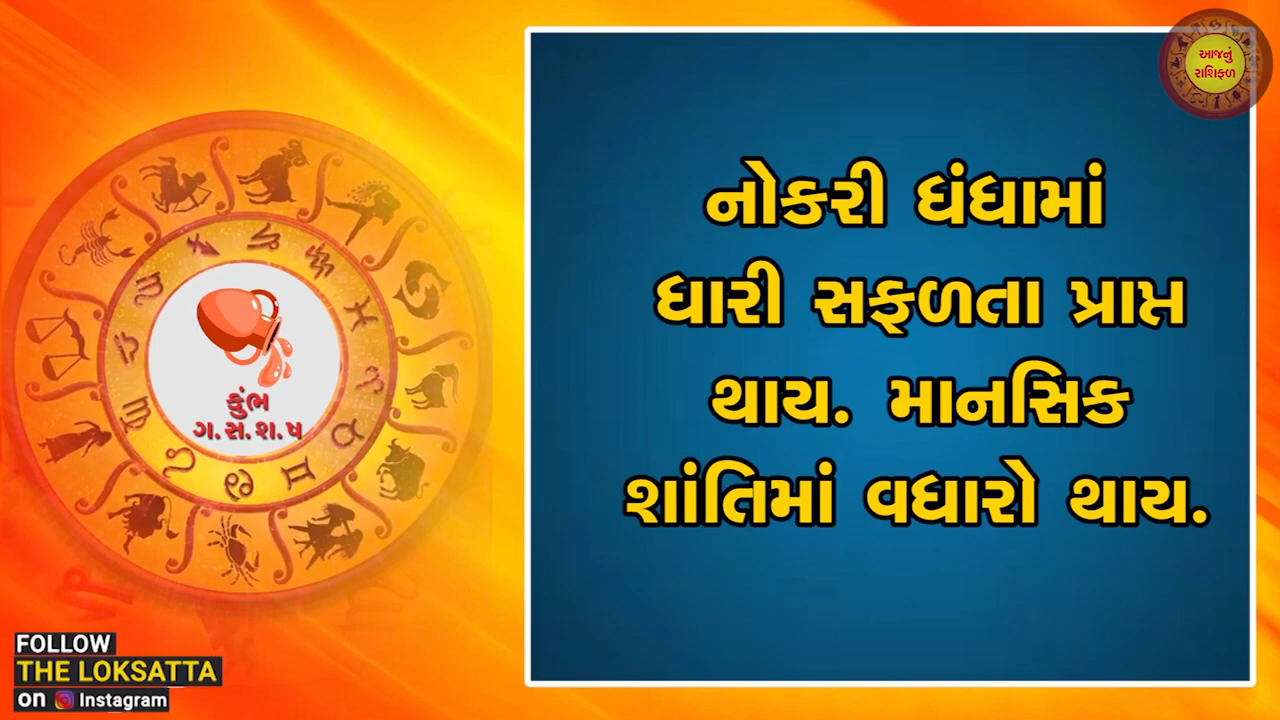 આજનું
રાશિફળ
નોકરી ધંધામાં
ધારી સફળતા પ્રાપ્ત
થાય. માનસિક
શાંતિમાં વધારો થાય.
કુંભ
ગ.સ.શ.ષ
FOLLOW
THE LOKSATTA
on Instagram